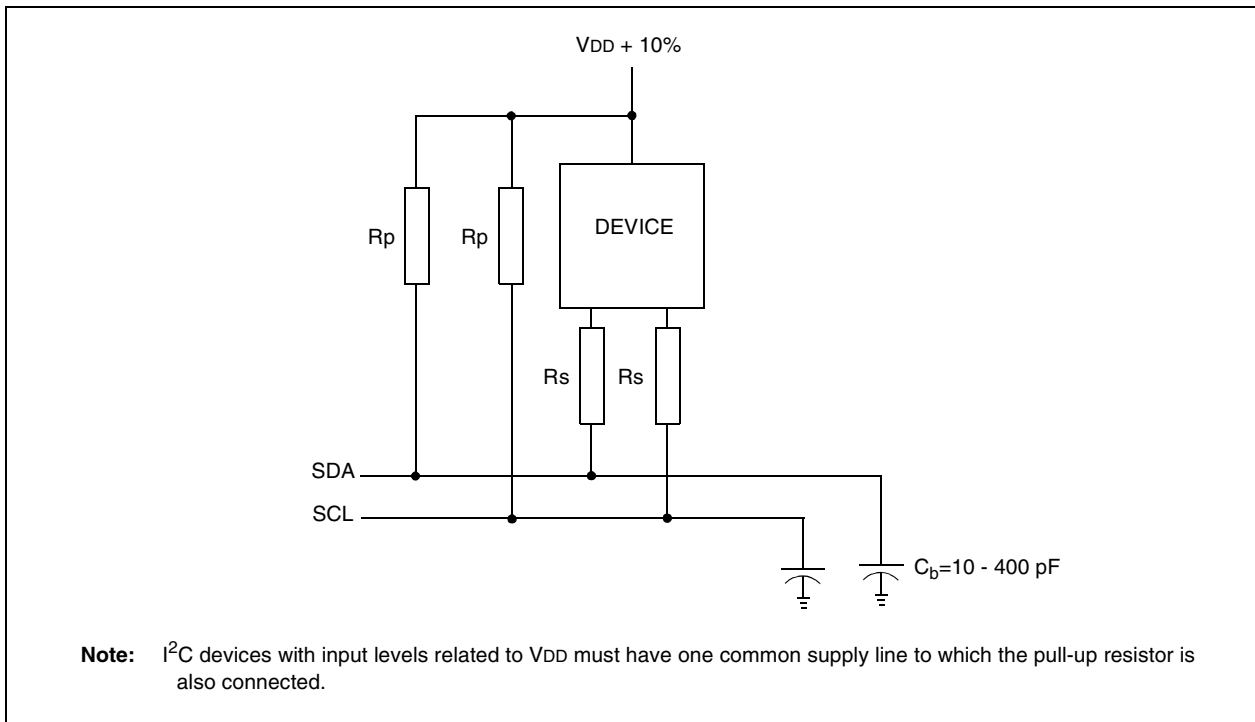 VDD + 10%
Rp
Rp
DEVICE
Rs
Rs
SDA
SCL
Cb=10 - 400 pF
Note: I2C devices with input levels related to VDD must have one common supply line to which the pull-up resistor is
also connected.